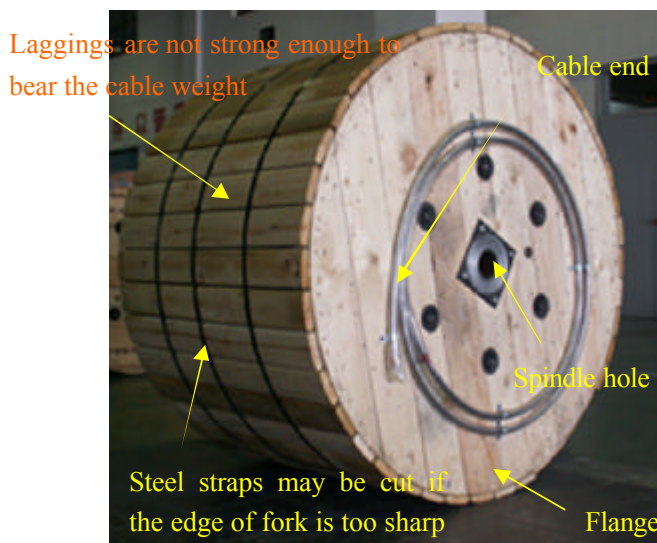 Laggings are not strong enough to
bear the cable weight
Cable end
Spindle hole
Steel straps may be cut if
the edge of fork is too sharp
Flange